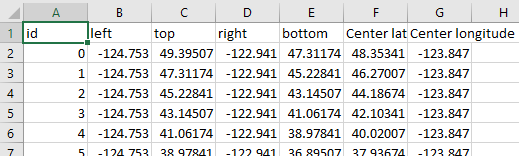 A B C D E F G H
1 id left top right bottom Center lat Center longitude
2 0 -124.753 49.39507 -122.941 47.31174 48.35341 -123.847
3 1 -124.753 47.31174 -122.941 45.22841 46.27007 -123.847
4 2 -124.753 45.22841 -122.941 43.14507 44.18674 -123.847
5 3 -124.753 43.14507 -122.941 41.06174 42.10341 -123.847
6 4 -124.753 41.06174 -122.941 38.97841 40.02007 -123.847
7 5 -124.753 38.97841 -122.941 36.89507 37.93674 -123.847